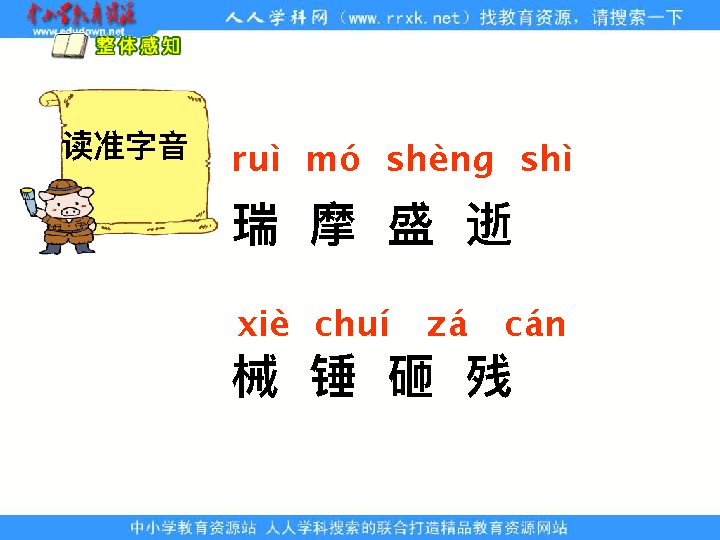 中小学教育资源
www.edudown.net
人人学科网（www.rrxk.net）找教育资源，请搜索一下
整体感知
读准字音
ruì mó shèng shì
瑞 摩 盛 逝
xiè chuí zá cán
械 锤 砸 残
中小学教育资源站 人人学科搜索的联合打造精品教育资源网站